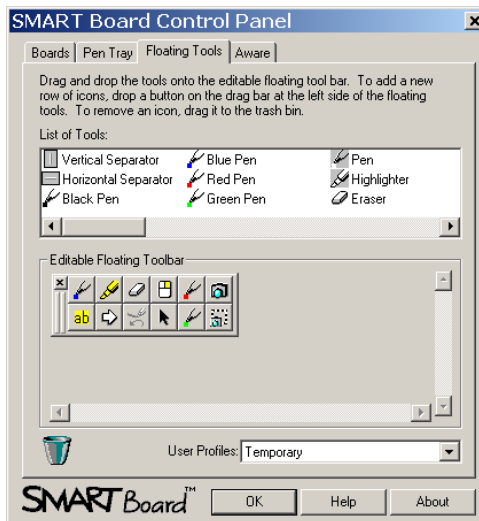 SMART Board Control Panel
Boards Pen Tray Floating Tools Aware
Drag and drop the tools onto the editable floating tool bar. To add a new
row of icons, drop a button on the drag bar at the left side of the floating
tools. To remove an icon, drag it to the trash bin.
List of Tools:
Vertical Separator Blue Pen Pen
Horizontal Separator Red Pen Highlighter
Black Pen Green Pen Eraser
Editable Floating Toolbar
ab
User Profiles: Temporary
SMART Board™ OK Help About